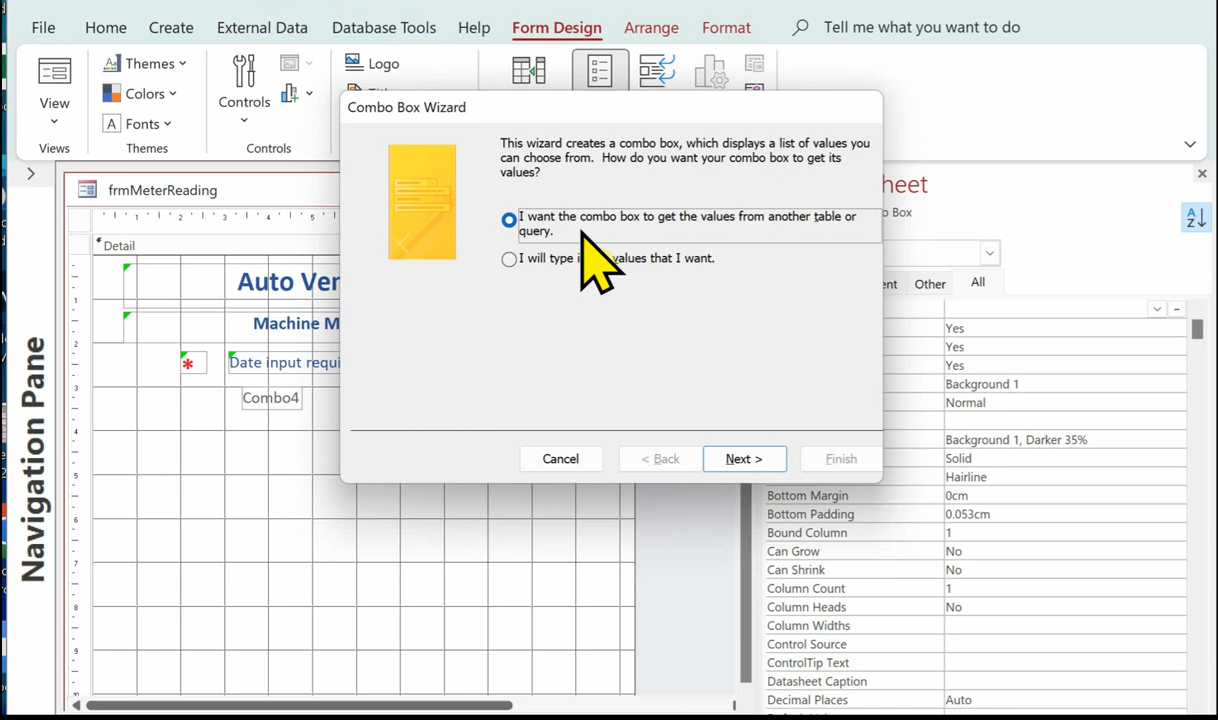 File Home Create External Data Database Tools Help Form Design Arrange Format Tell me what you want to do
View
Views
Themes
Colors
Fonts
Themes
Controls
Controls
Logo
Combo Box Wizard
This wizard creates a combo box, which displays a list of values you
can choose from. How do you want your combo box to get its
values?
I want the combo box to get the values from another table or
query.
I will type values that I want.
Cancel < Back Next > Finish
Navigation Pane
frmMeterReading
Detail
Auto
Machine
* Date input
Combo4
Box
Other All
Yes
Yes
Yes
Background 1
Normal
Background 1, Darker 35%
Solid
Hairline
Bottom Margin 0cm
Bottom Padding 0.053cm
Bound Column 1
Can Grow No
Can Shrink No
Column Count 1
Column Heads No
Column Widths
Control Source
ControlTip Text
Datasheet Caption
Decimal Places Auto